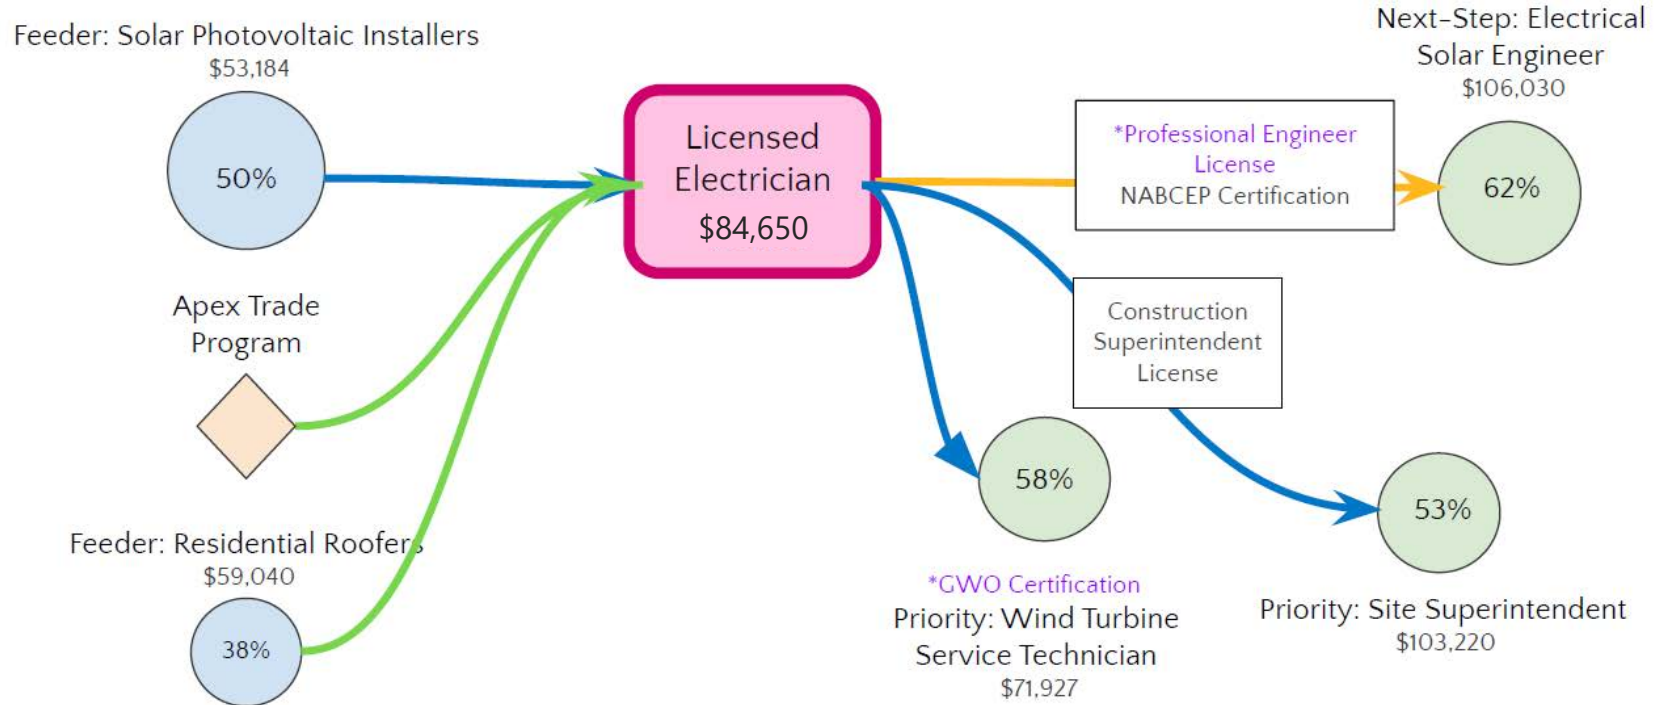 Feeder: Solar Photovoltaic Installers
$53,184
50%
Apex Trade
Program
Feeder: Residential Roofers
$59,040
38%
Licensed
Electrician
$84,650
*Professional Engineer
License
NABCEP Certification
Next-Step: Electrical
Solar Engineer
$106,030
62%
Construction
Superintendent
License
58%
*GWO Certification
Priority: Wind Turbine
Service Technician
$71,927
53%
Priority: Site Superintendent
$103,220